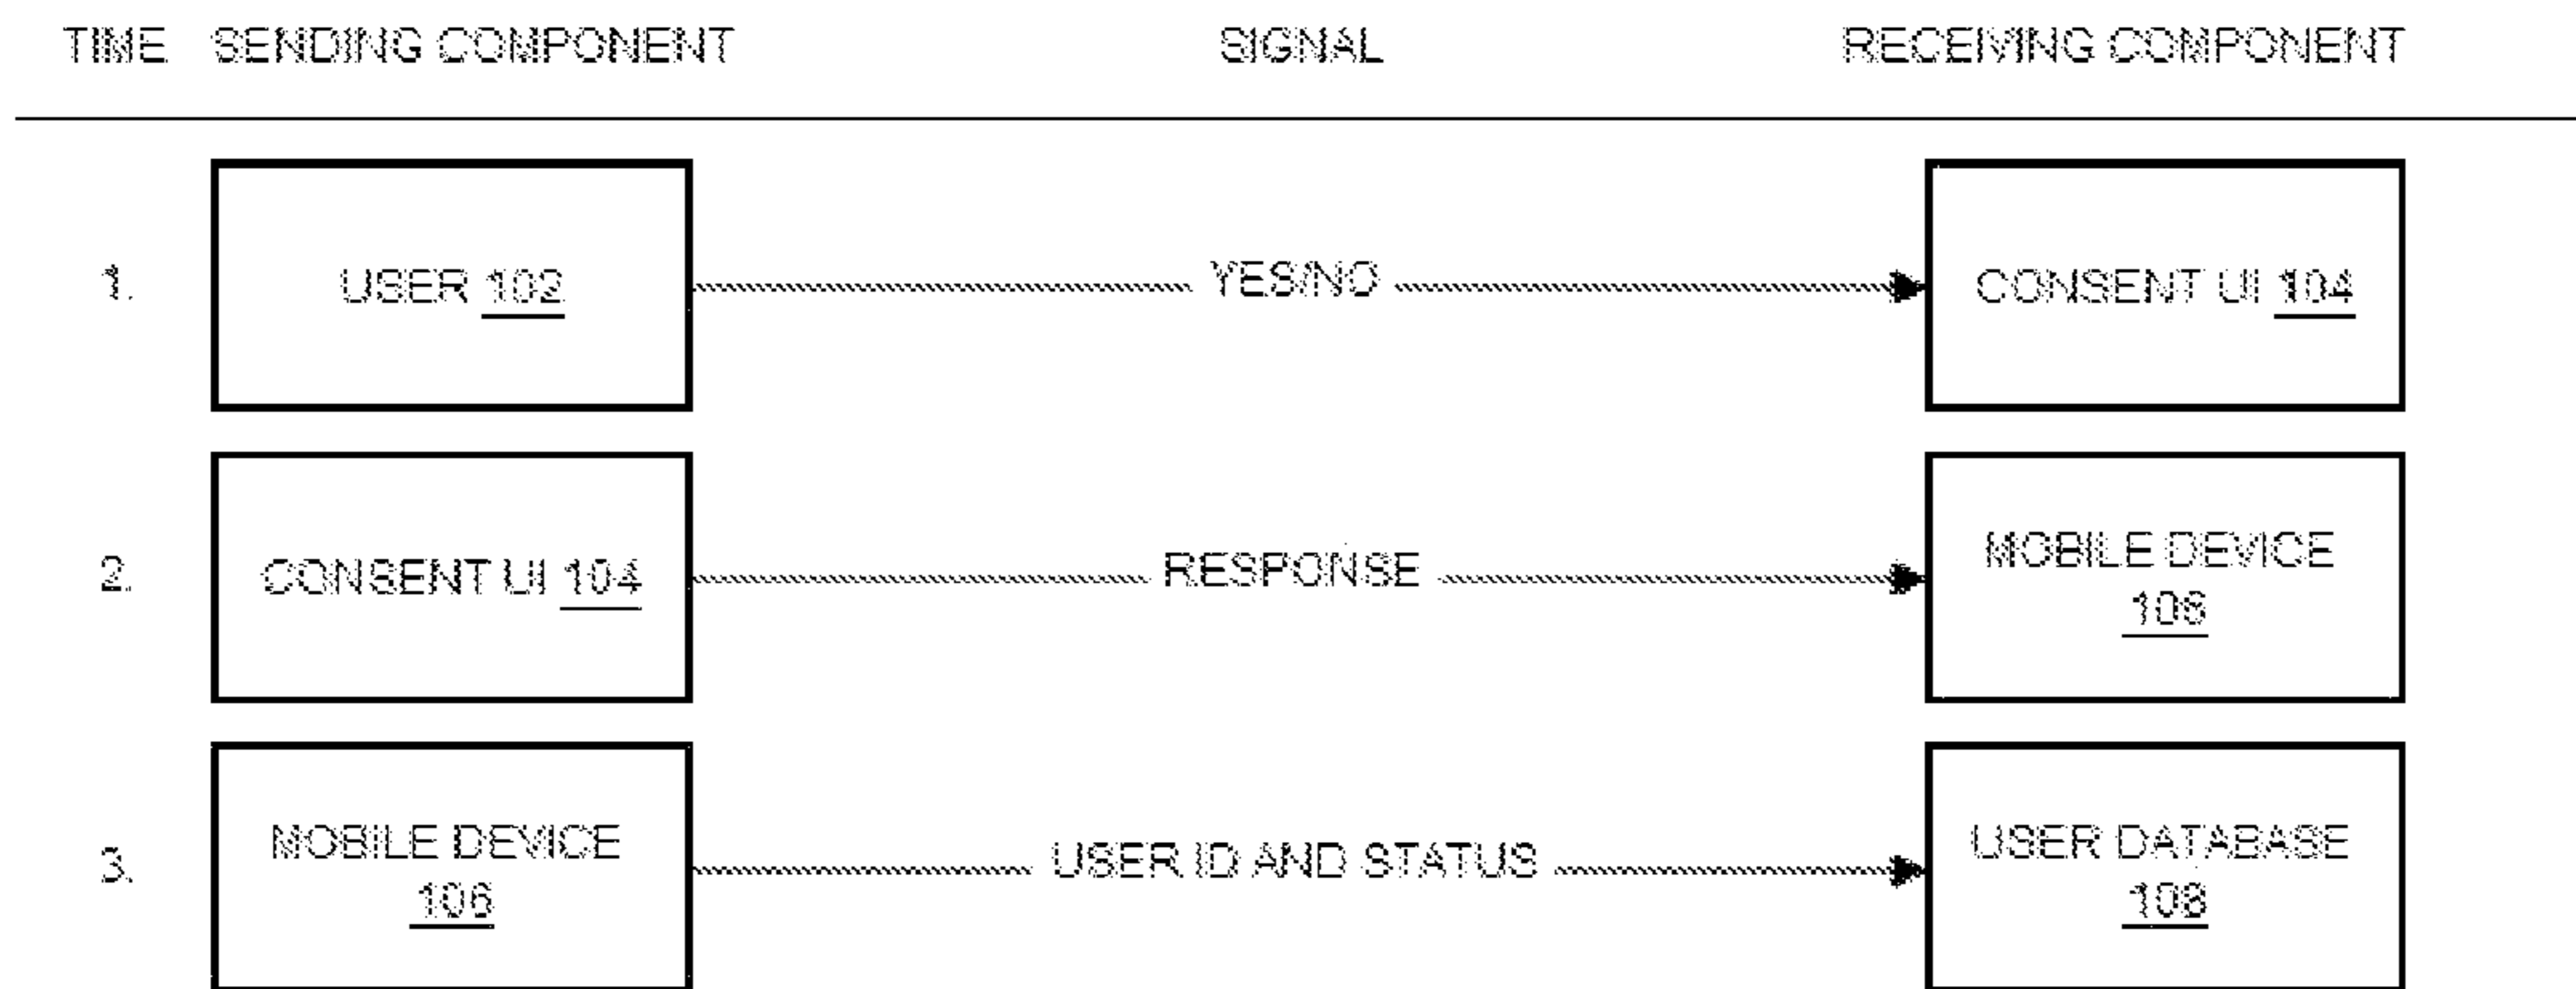 TIME SENDING COMPONENT SIGNAL RECEIVING COMPONENT
1. USER 102 YES/NO CONSENT UI 104
2. CONSENT UI 104 RESPONSE MOBILE DEVICE
106
3. MOBILE DEVICE USER ID AND STATUS USER DATABASE
106 108